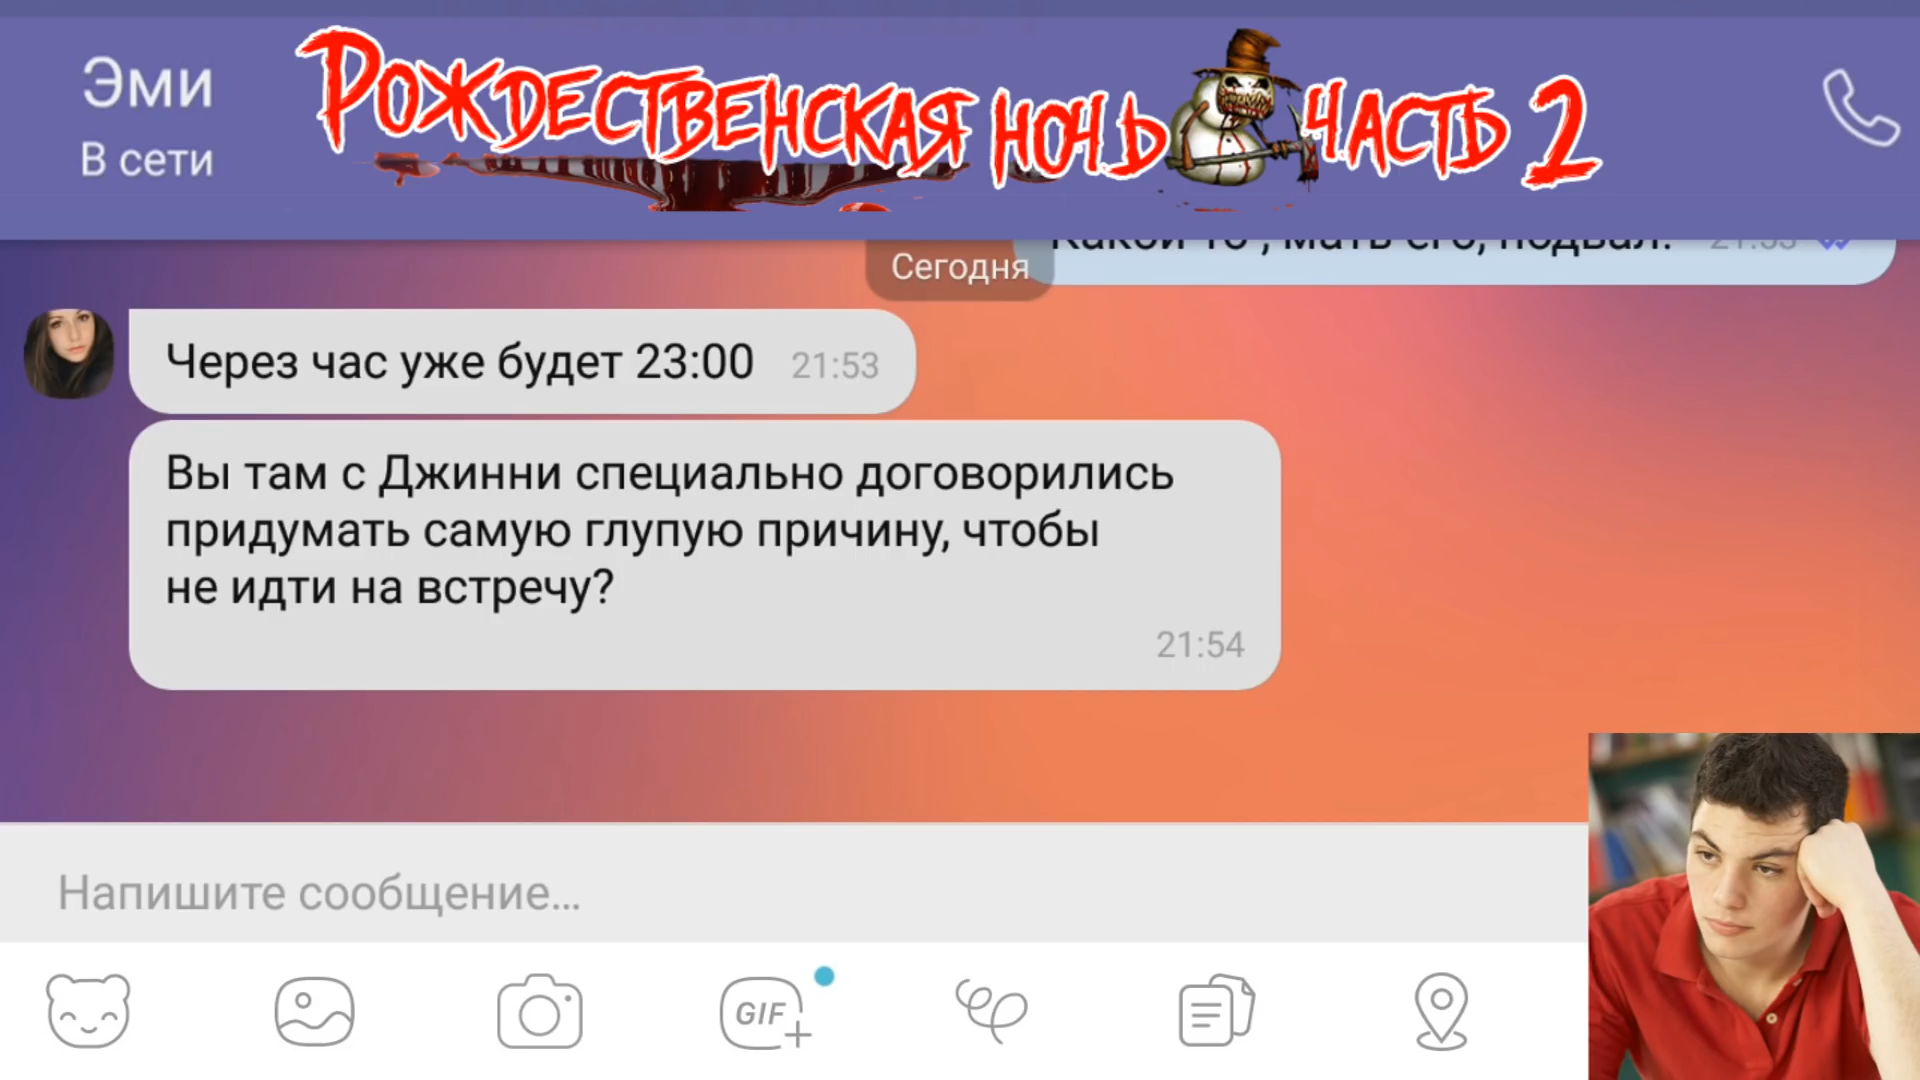 Эми
В сети
Рождественская ночь часть 2
Какой то , мать его, подвал. 21:53
Сегодня
Через час уже будет 23:00 21:53
Вы там с Джинни специально договорились
придумать самую глупую причину, чтобы
не идти на встречу?
21:54
Напишите сообщение...
GIF